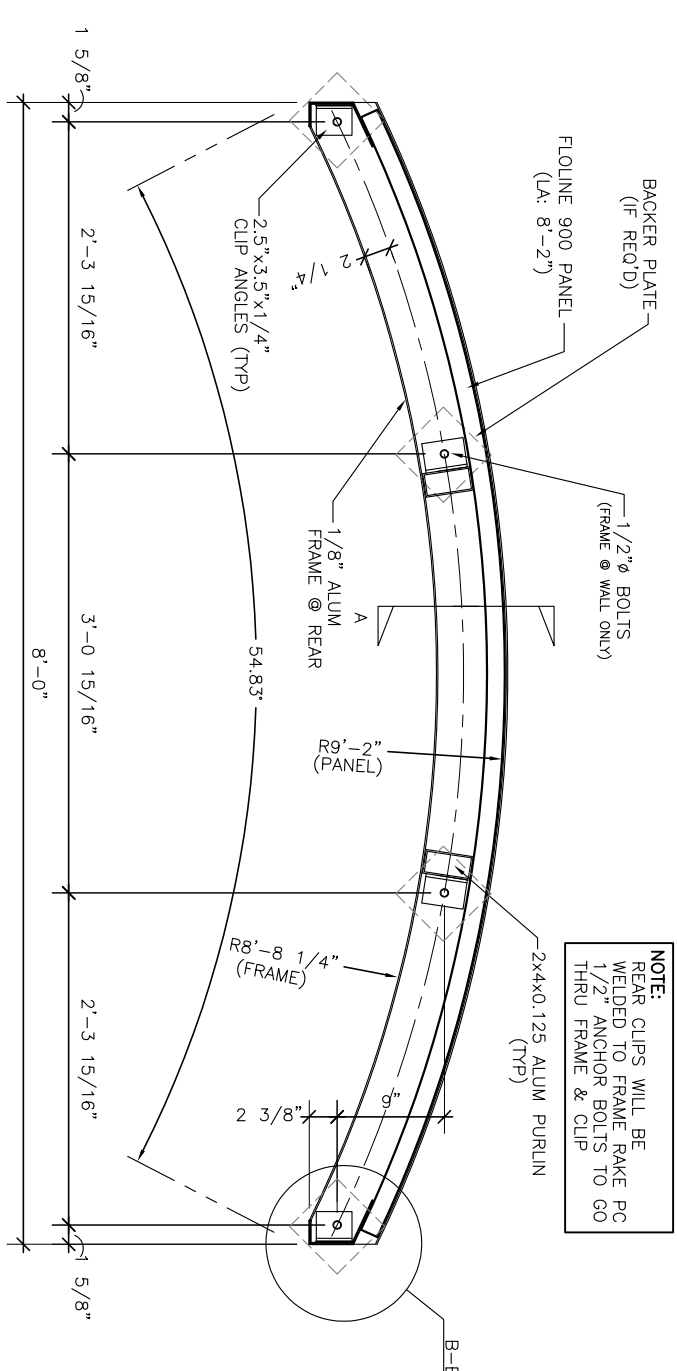 NOTE:
REAR CLIPS WILL BE
WELDED TO FRAME RAKE PC
1/2" ANCHOR BOLTS TO GO
THRU FRAME & CLIP
BACKER PLATE
(IF REQ'D)
FLOLINE 900 PANEL
(LA: 8'-2")
1/2"ø BOLTS
(FRAME @ WALL ONLY)
2x4x0.125 ALUM PURLIN
(TYP)
2.5"x3.5"x1/4"
CLIP ANGLES (TYP)
2 1/4"
1/8" ALUM
FRAME @ REAR
A
R9'-2"
(PANEL)
R8'-8 1/4"
(FRAME)
9"
2 3/8"
54.83°
1 5/8"
2'-3 15/16"
3'-0 15/16"
2'-3 15/16"
1 5/8"
8'-0"